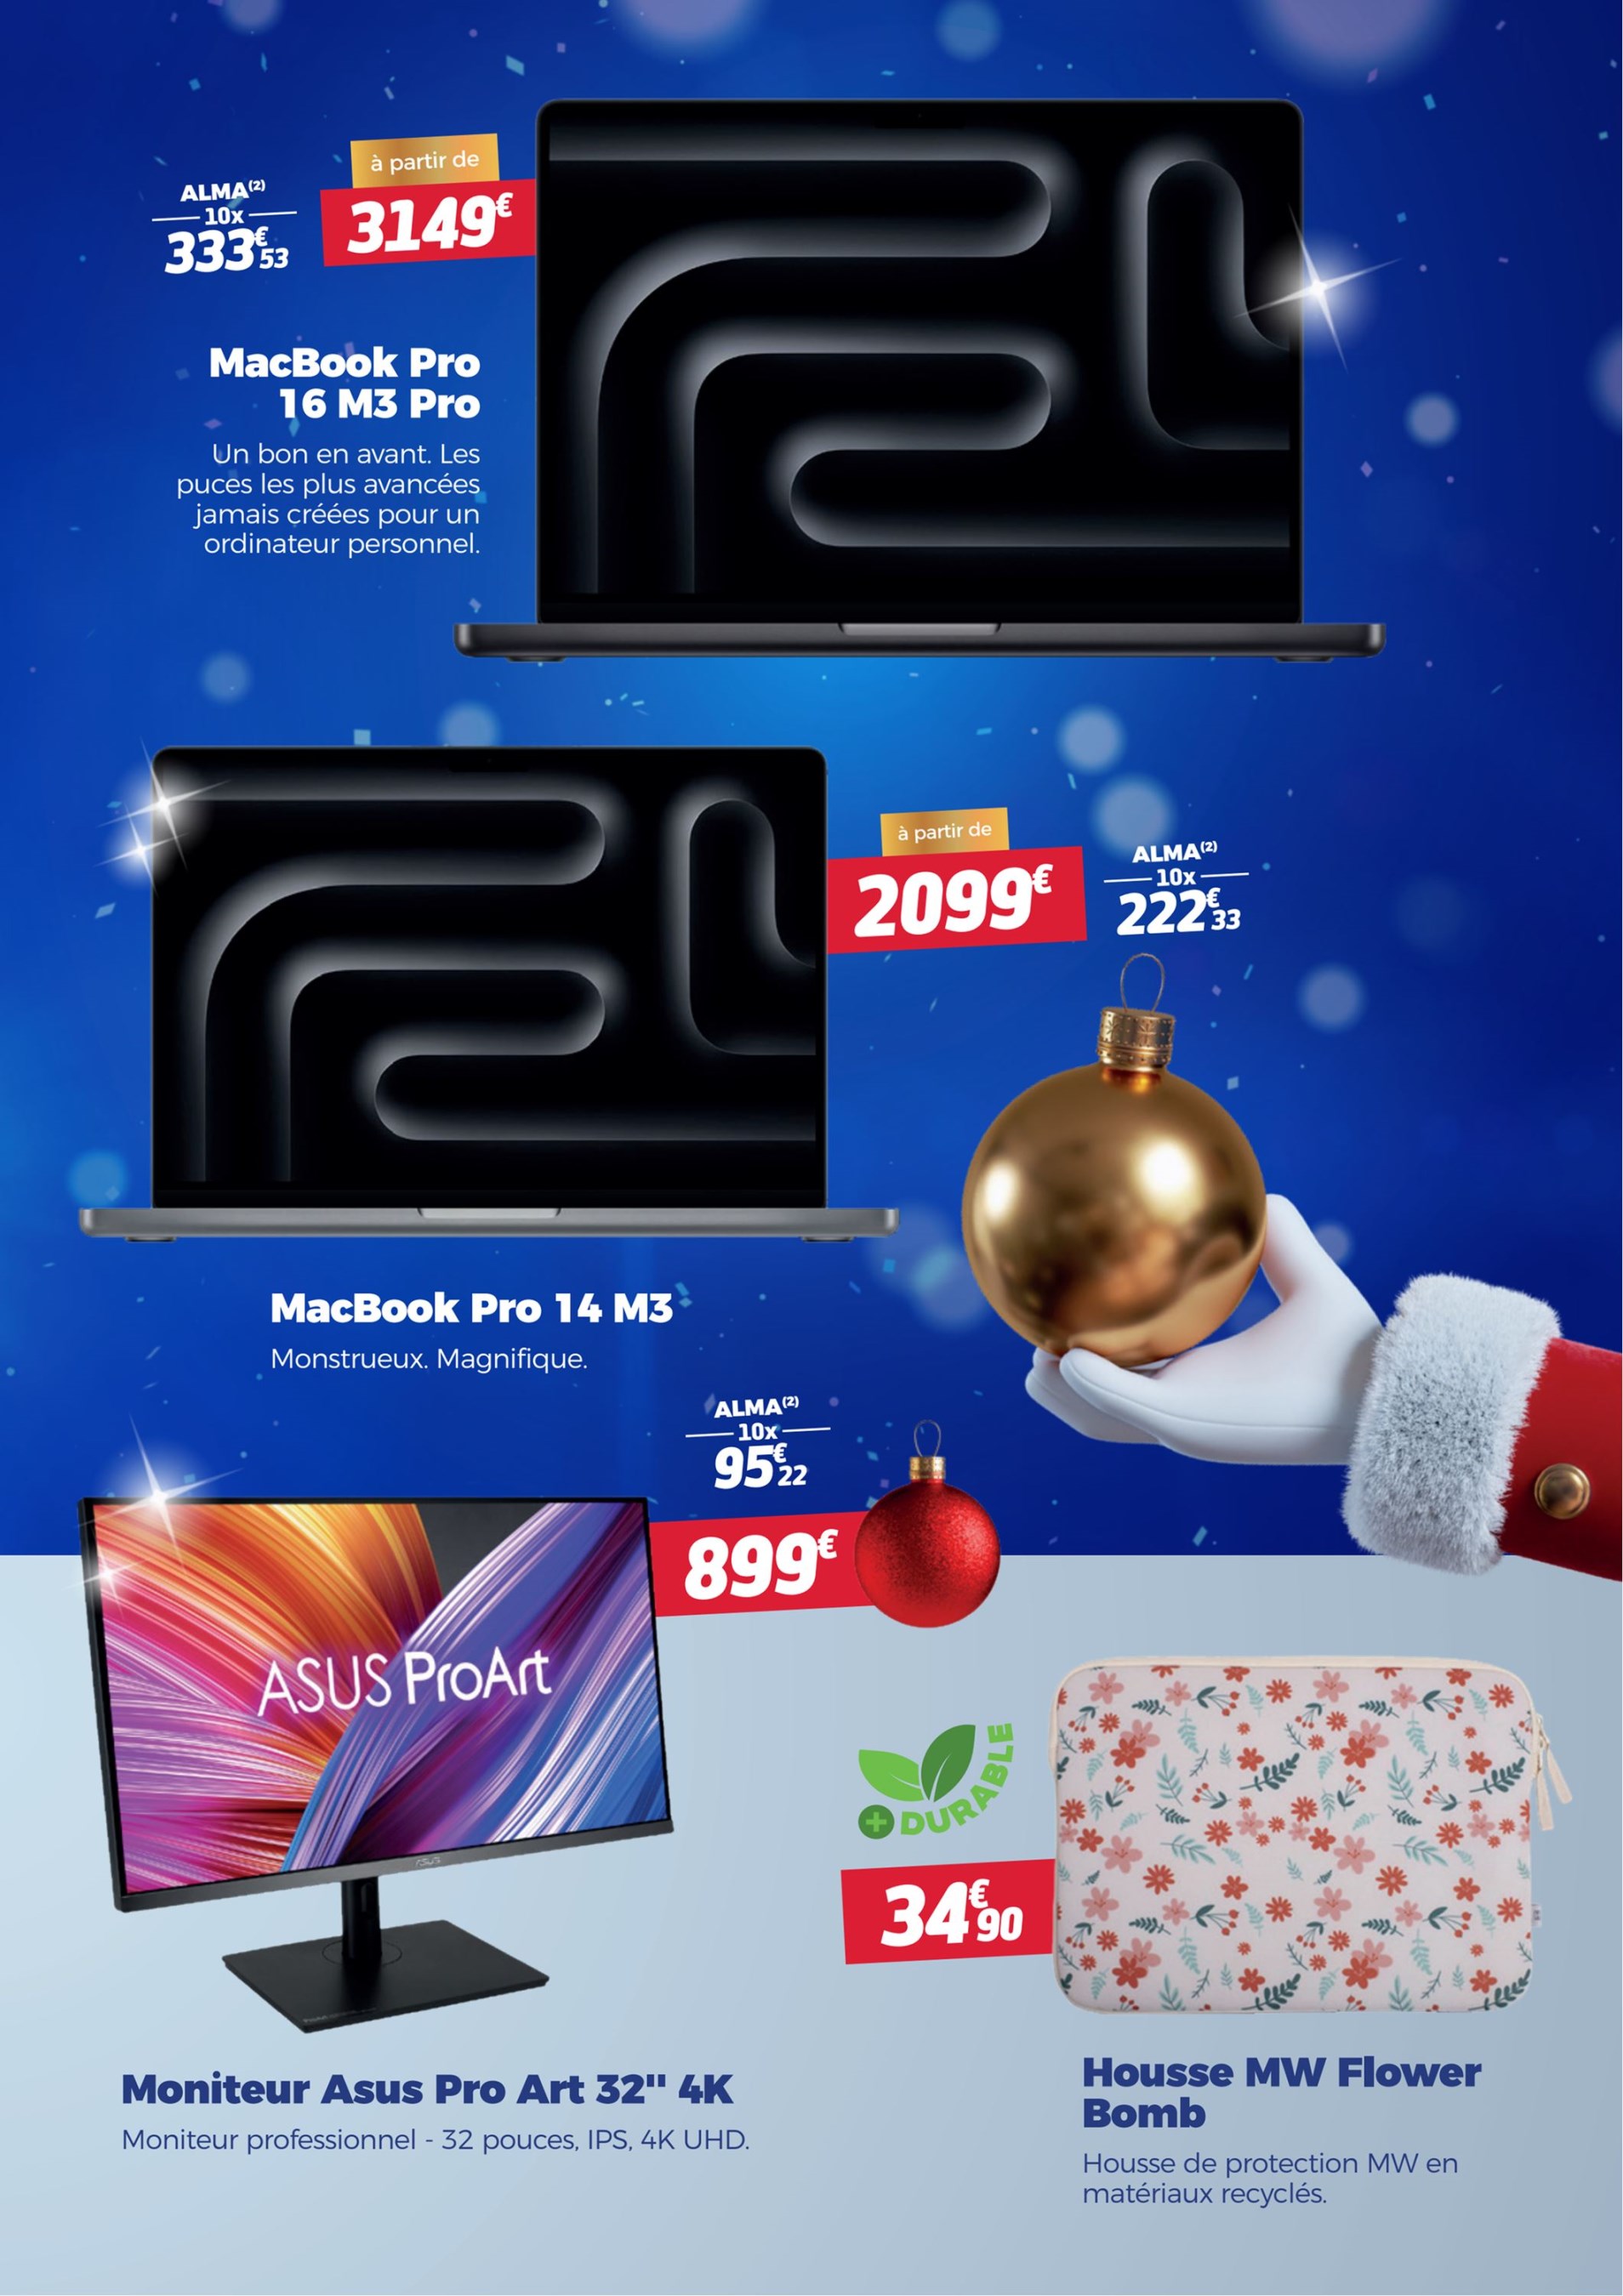 à partir de
3149€
ALMA(2)
10x
333€53
MacBook Pro
16 M3 Pro
Un bon en avant. Les
puces les plus avancées
jamais créées pour un
ordinateur personnel.
à partir de
2099€
ALMA(2)
10x
222€33
MacBook Pro 14 M3
Monstrueux. Magnifique.
ALMA(2)
10x
95€22
899€
ASUS ProArt
ASUS
+ DURABLE
34€90
Moniteur Asus Pro Art 32" 4K
Moniteur professionnel - 32 pouces, IPS, 4K UHD.
Housse MW Flower
Bomb
Housse de protection MW en
matériaux recyclés.